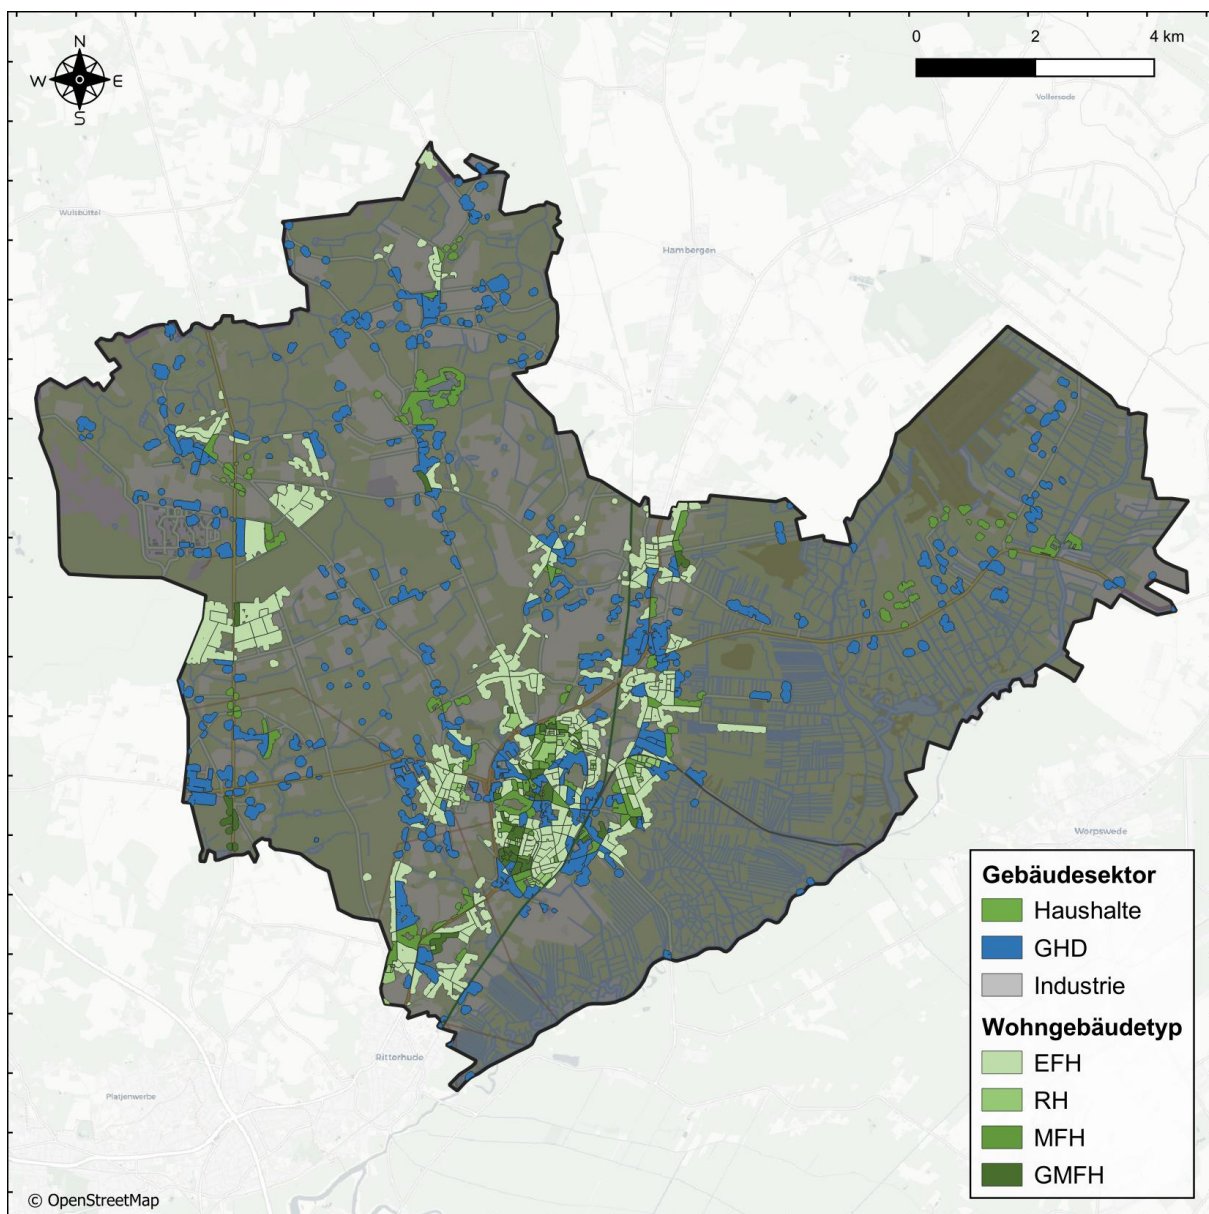 N
W E
S
0 2 4 km
Vollersode
Wulsbüttel
Hambergen
Worpswede
Ritterhude
Platjenwerbe
Gebäudesektor
Haushalte
GHD
Industrie
Wohngebäudetyp
EFH
RH
MFH
GMFH
© OpenStreetMap